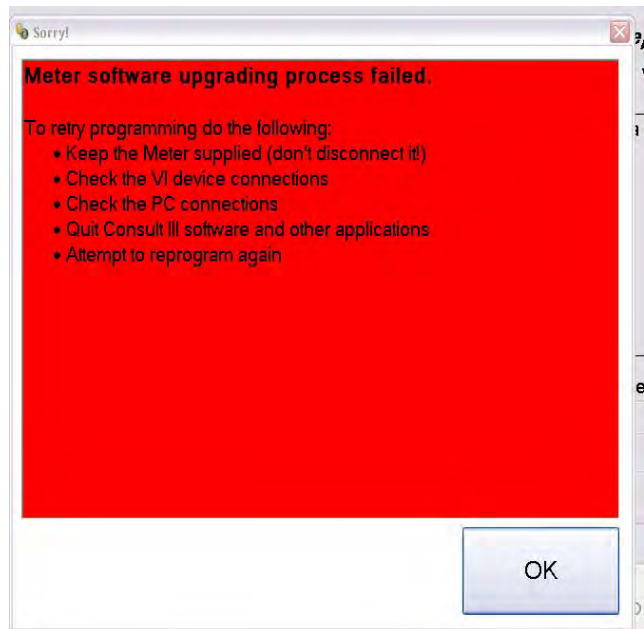 Sorry!
Meter software upgrading process failed.
To retry programming do the following:
• Keep the Meter supplied (don't disconnect it!)
• Check the VI device connections
• Check the PC connections
• Quit Consult III software and other applications
• Attempt to reprogram again
OK